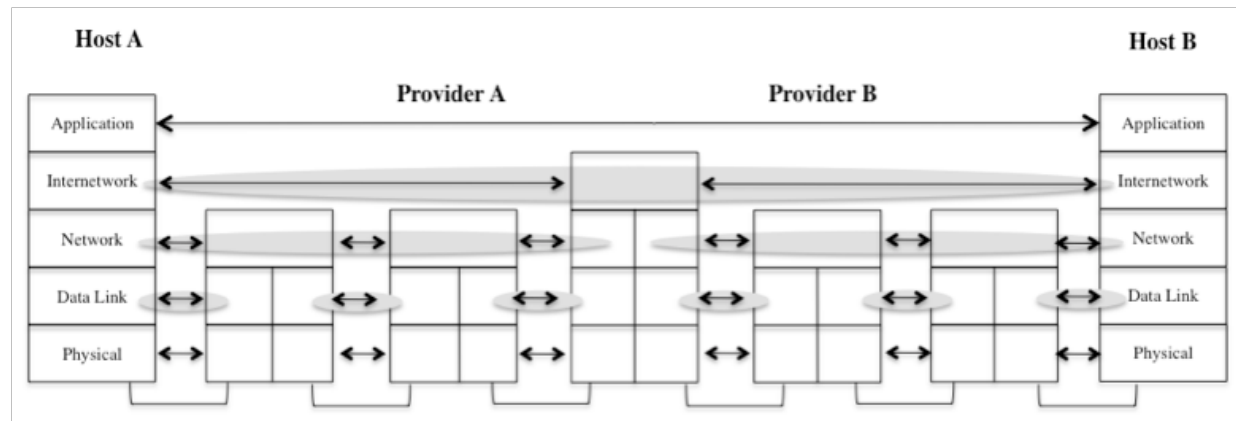 Host A
Host B
Provider A
Provider B
Application
Application
Internetwork
Internetwork
Network
Network
Data Link
Data Link
Physical
Physical